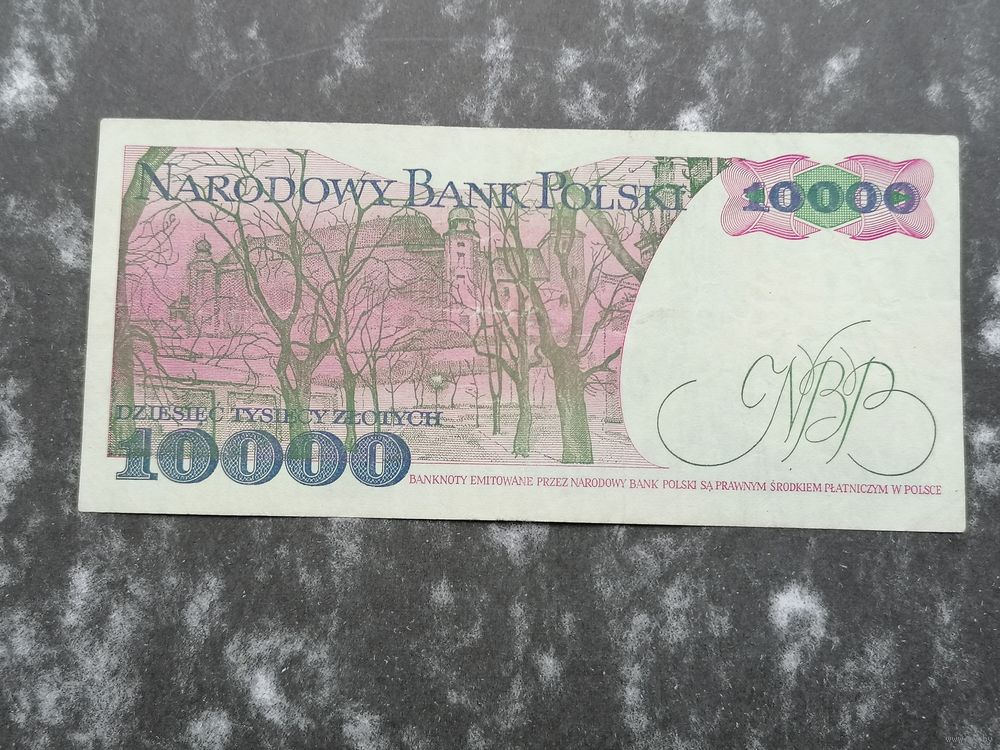 NARODOWY BANK POLSKI
10000
NBP
DZIESIĘĆ TYSIĘCY ZŁOTYCH
10000
BANKNOTY EMITOWANE PRZEZ NARODOWY BANK POLSKI SĄ PRAWNYM ŚRODKIEM PŁATNICZYM W POLSCE